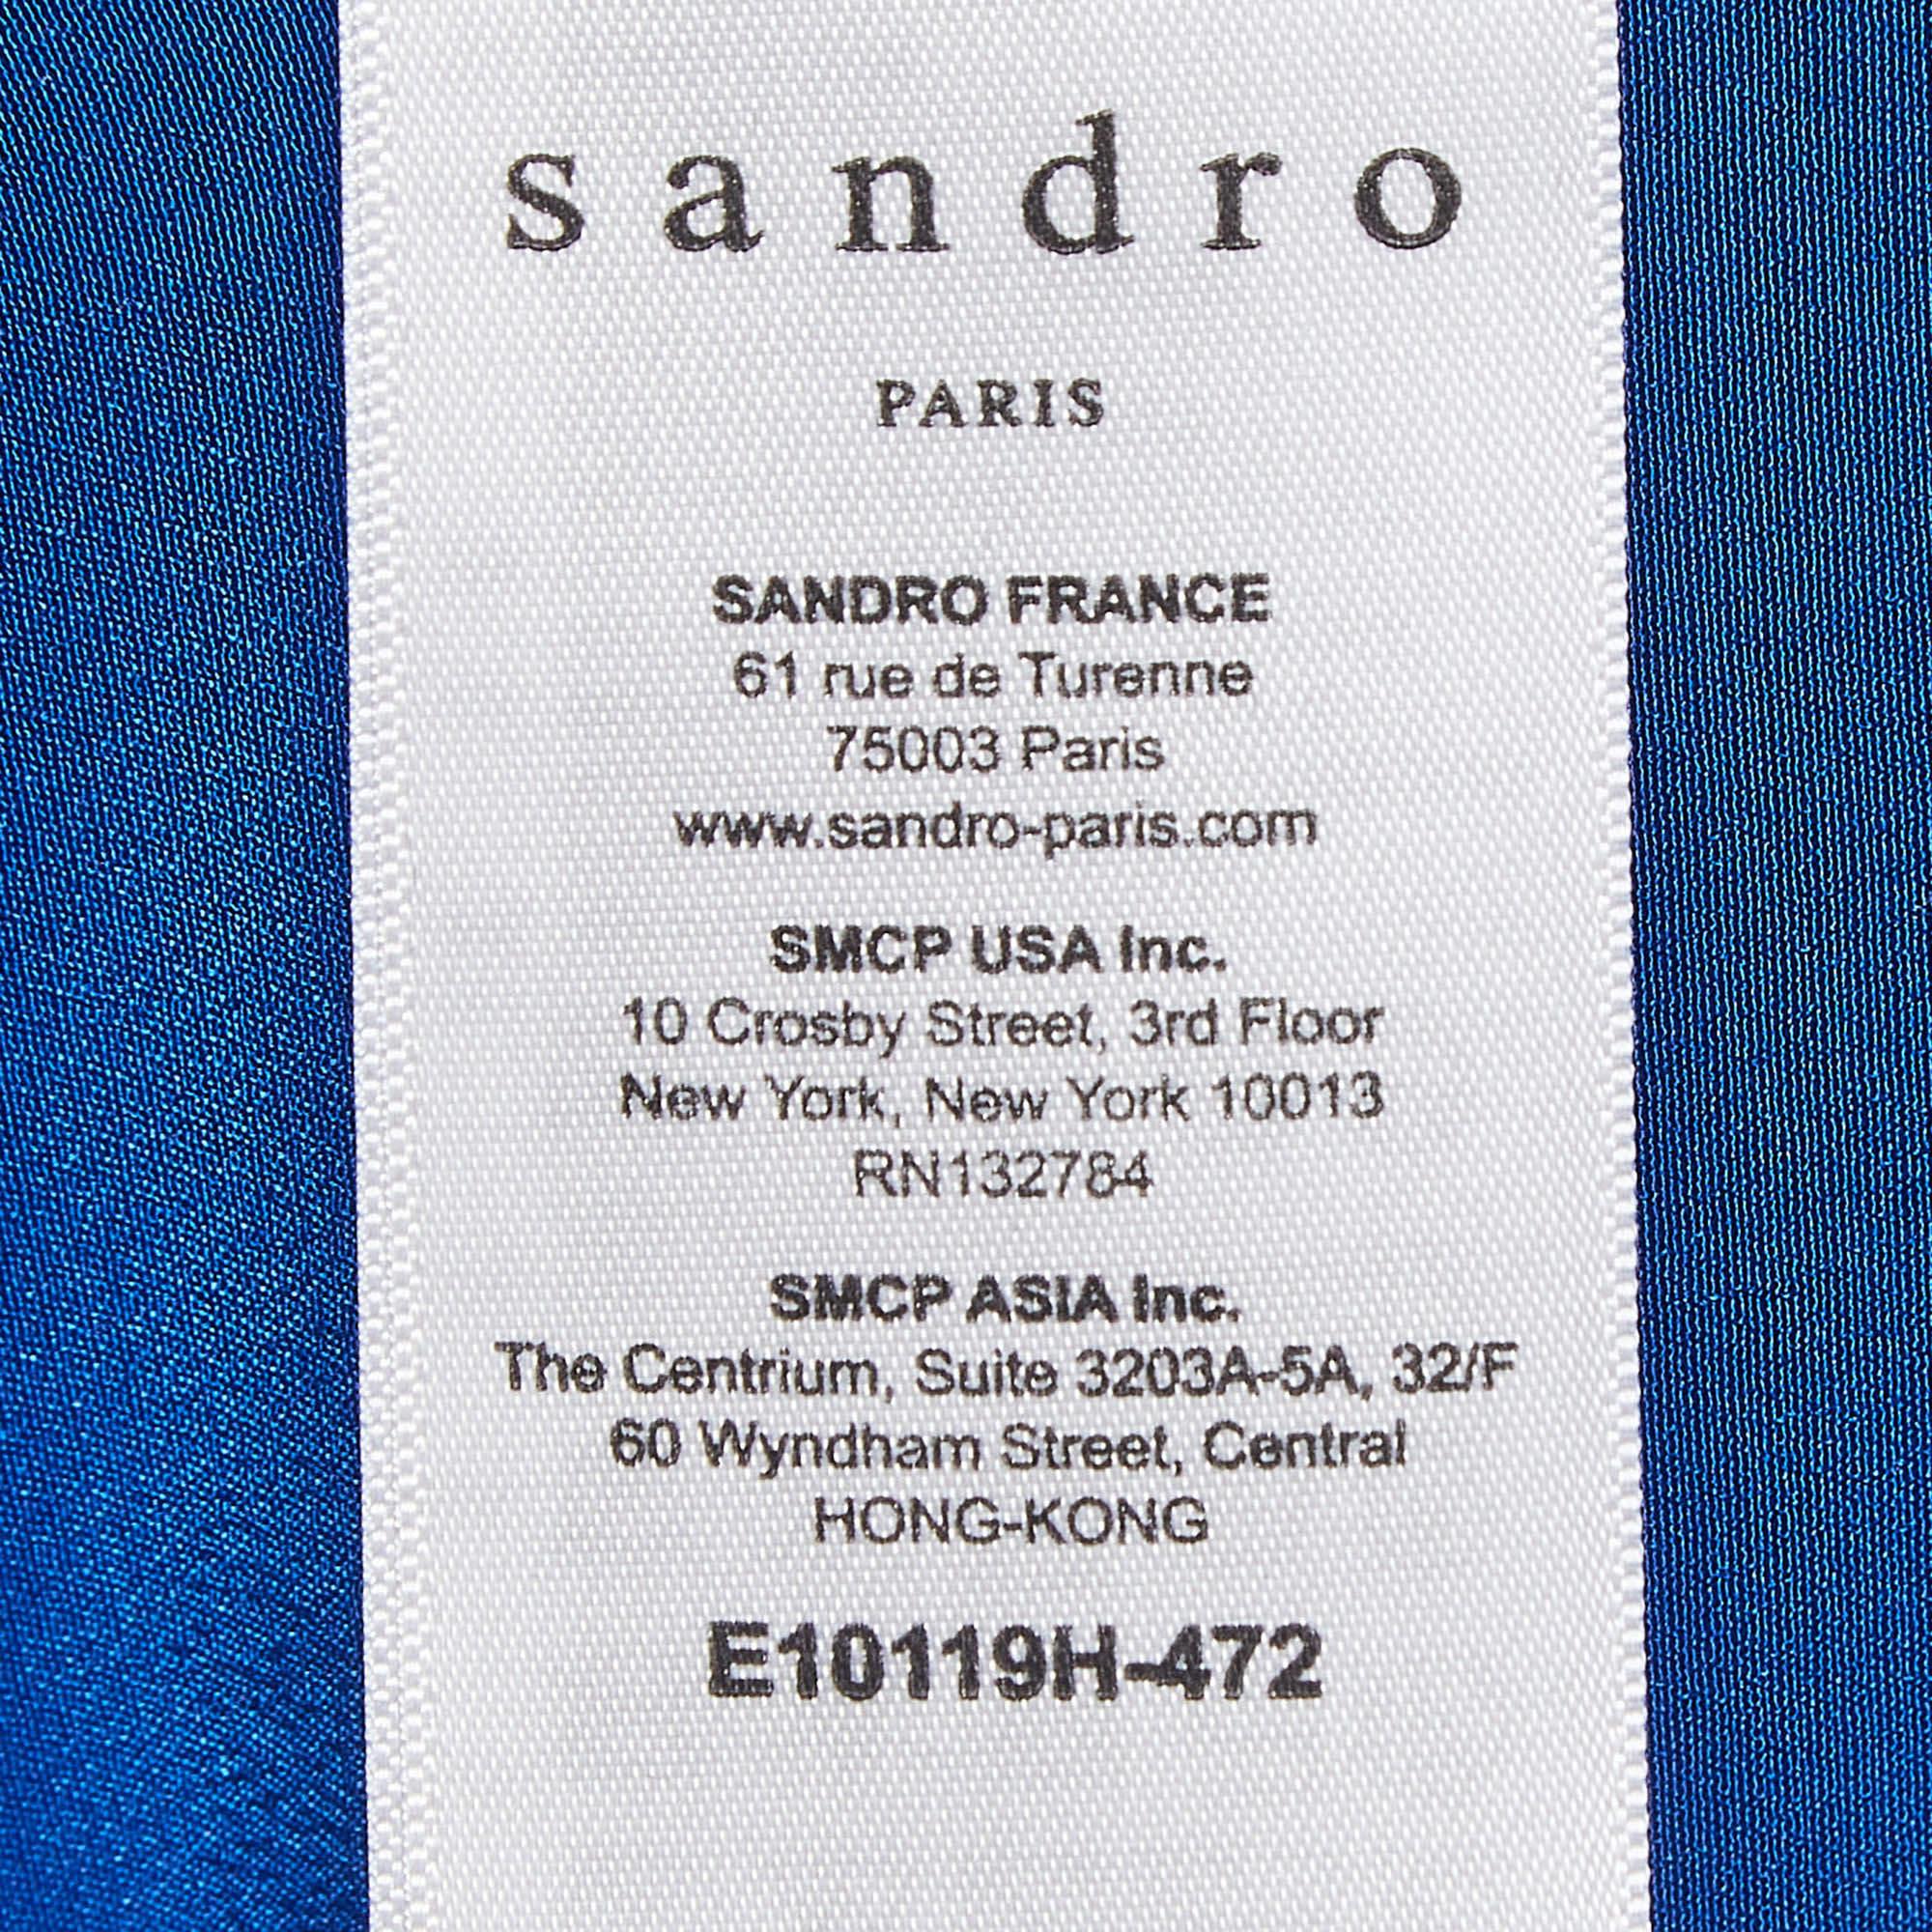 sandro
PARIS
SANDRO FRANCE
61 rue de Turenne
75003 Paris
www.sandro-paris.com
SMCP USA Inc.
10 Crosby Street, 3rd Floor
New York, New York 10013
RN132784
SMCP ASIA Inc.
The Centrium, Suite 3203A-5A, 32/F
60 Wyndham Street, Central
HONG-KONG
E10119H-472